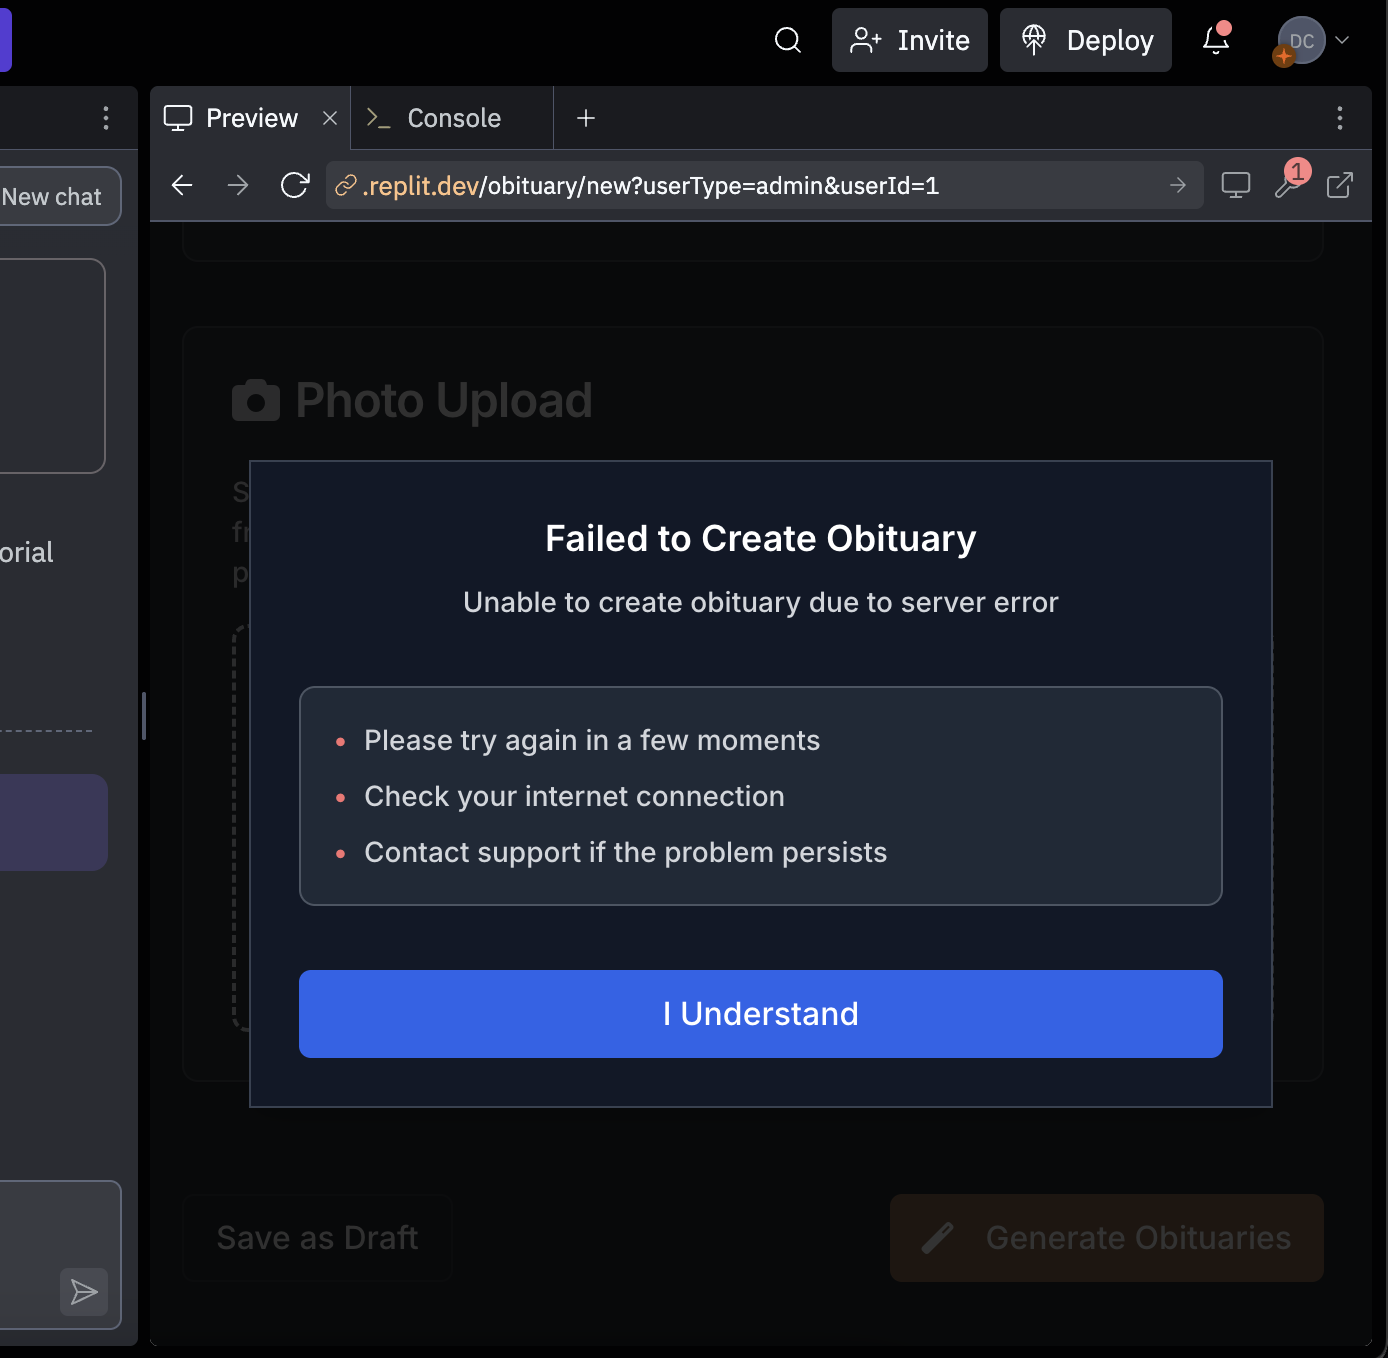 Invite
Deploy
DC
Preview
Console
New chat
.replit.dev/obituary/new?userType=admin&userId=1
1
orial
Photo Upload
S
fr
p
Failed to Create Obituary
Unable to create obituary due to server error
Please try again in a few moments
Check your internet connection
Contact support if the problem persists
I Understand
Save as Draft
Generate Obituaries